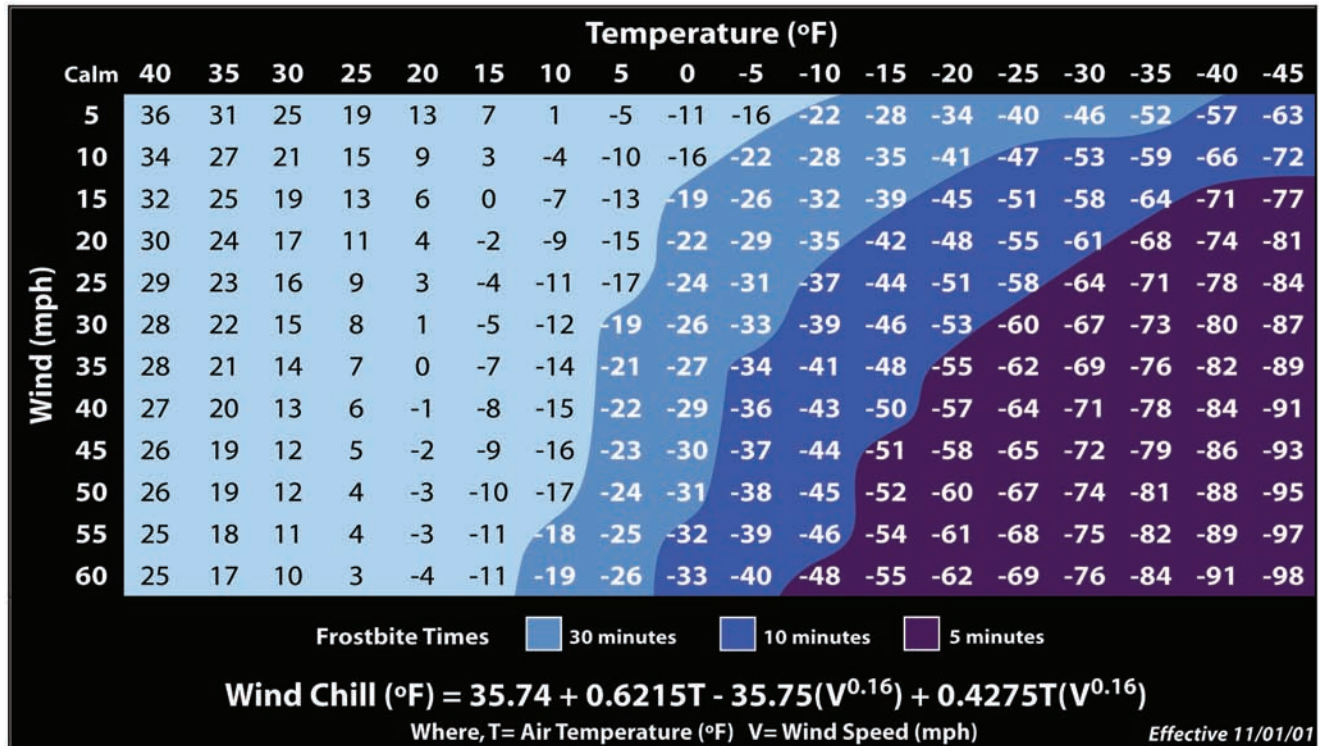 Temperature (ºF)
Calm 40 35 30 25 20 15 10 5 0 -5 -10 -15 -20 -25 -30 -35 -40 -45
Wind (mph)
5 36 31 25 19 13 7 1 -5 -11 -16 -22 -28 -34 -40 -46 -52 -57 -63
10 34 27 21 15 9 3 -4 -10 -16 -22 -28 -35 -41 -47 -53 -59 -66 -72
15 32 25 19 13 6 0 -7 -13 -19 -26 -32 -39 -45 -51 -58 -64 -71 -77
20 30 24 17 11 4 -2 -9 -15 -22 -29 -35 -42 -48 -55 -61 -68 -74 -81
25 29 23 16 9 3 -4 -11 -17 -24 -31 -37 -44 -51 -58 -64 -71 -78 -84
30 28 22 15 8 1 -5 -12 -19 -26 -33 -39 -46 -53 -60 -67 -73 -80 -87
35 28 21 14 7 0 -7 -14 -21 -27 -34 -41 -48 -55 -62 -69 -76 -82 -89
40 27 20 13 6 -1 -8 -15 -22 -29 -36 -43 -50 -57 -64 -71 -78 -84 -91
45 26 19 12 5 -2 -9 -16 -23 -30 -37 -44 -51 -58 -65 -72 -79 -86 -93
50 26 19 12 4 -3 -10 -17 -24 -31 -38 -45 -52 -60 -67 -74 -81 -88 -95
55 25 18 11 4 -3 -11 -18 -25 -32 -39 -46 -54 -61 -68 -75 -82 -89 -97
60 25 17 10 3 -4 -11 -19 -26 -33 -40 -48 -55 -62 -69 -76 -84 -91 -98
Frostbite Times 30 minutes 10 minutes 5 minutes
Wind Chill (ºF) = 35.74 + 0.6215T - 35.75(V^0.16) + 0.4275T(V^0.16)
Where, T= Air Temperature (ºF) V= Wind Speed (mph) Effective 11/01/01